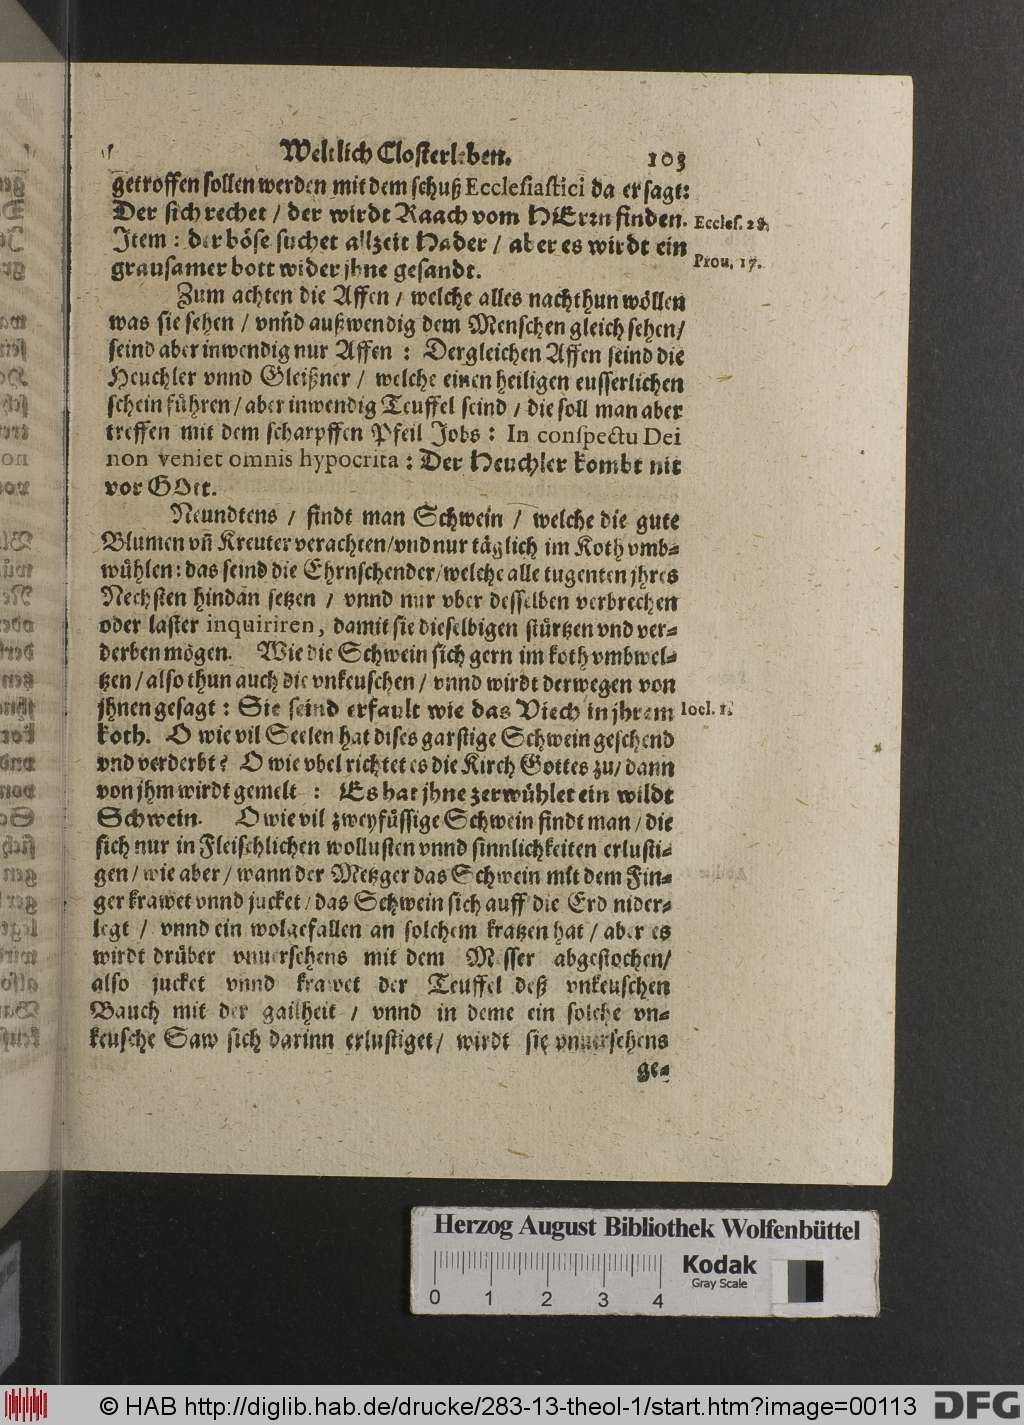 Weltlich Closterleben. 103
getroffen sollen werden mit dem schuß Ecclesiastici da er sagt:
Der sich rechet / der wirdt Raach vom HErrn finden. Eccles. 28.
Item : der böse suchet allzeit Hader / aber es wirdt ein
grausamer bott wider jhne gesandt. Prou. 17.
Zum achten die Affen / welche alles nachthun wöllen
was sie sehen / vnnd außwendig dem Menschen gleich sehen/
seind aber inwendig nur Affen : Dergleichen Affen seind die
Heuchler vnnd Gleißner / welche einen heiligen eusserlichen
schein führen / aber inwendig Teuffel seind / die soll man aber
treffen mit dem scharpffen Pfeil Jobs : In conspectu Dei
non veniet omnis hypocrita : Der Heuchler kombt nit
vor GOtt.
Neundtens / findt man Schwein / welche die gute
Blumen vñ Kreuter verachten/vnd nur täglich im Koth vmb-
wühlen : das seind die Ehrnschender/welche alle tugenten jhres
Nechsten hindan setzen / vnnd nur vber desselben verbrechen
oder laster inquiriren, damit sie dieselbigen stürtzen vnd ver-
derben mögen. Wie die Schwein sich gern im koth vmbwel-
tzen / also thun auch die vnkeuschen / vnnd wirdt derwegen von
jhnen gesagt : Sie seind erfault wie das Viech in jhrem Ioel. 1.
koth. O wie vil Seelen hat dises garstige Schwein geschend
vnd verderbt? O wie vbel richtet es die Kirch Gottes zu/ dann
von jhm wirdt gemelt : Es hat jhne zerwühlet ein wildt
Schwein. O wie vil zweyfüssige Schwein findt man / die
sich nur in Fleischlichen wollusten vnnd sinnlichkeiten erlusti-
gen / wie aber / wann der Metzger das Schwein mit dem Fin-
ger krawet vnnd jucket / das Schwein sich auff die Erd nider-
legt / vnnd ein wolgefallen an solchem kratzen hat / aber es
wirdt drüber vnuersehens mit dem Messer abgestochen/
also jucket vnnd krawet der Teuffel deß vnkeuschen
Bauch mit der gailheit / vnnd in deme ein solche vn-
keusche Saw sich darinn erlustiget/ wirdt sie vnuersehens
ge-
Herzog August Bibliothek Wolfenbüttel
Kodak
Gray Scale
0 1 2 3 4
© HAB http://diglib.hab.de/drucke/283-13-theol-1/start.htm?image=00113 DFG